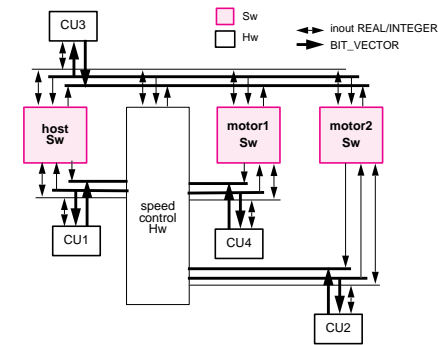 CU3
Sw
Hw
inout REAL/INTEGER
BIT_VECTOR
host
Sw
motor1
Sw
motor2
Sw
speed
control
Hw
CU1
CU4
CU2